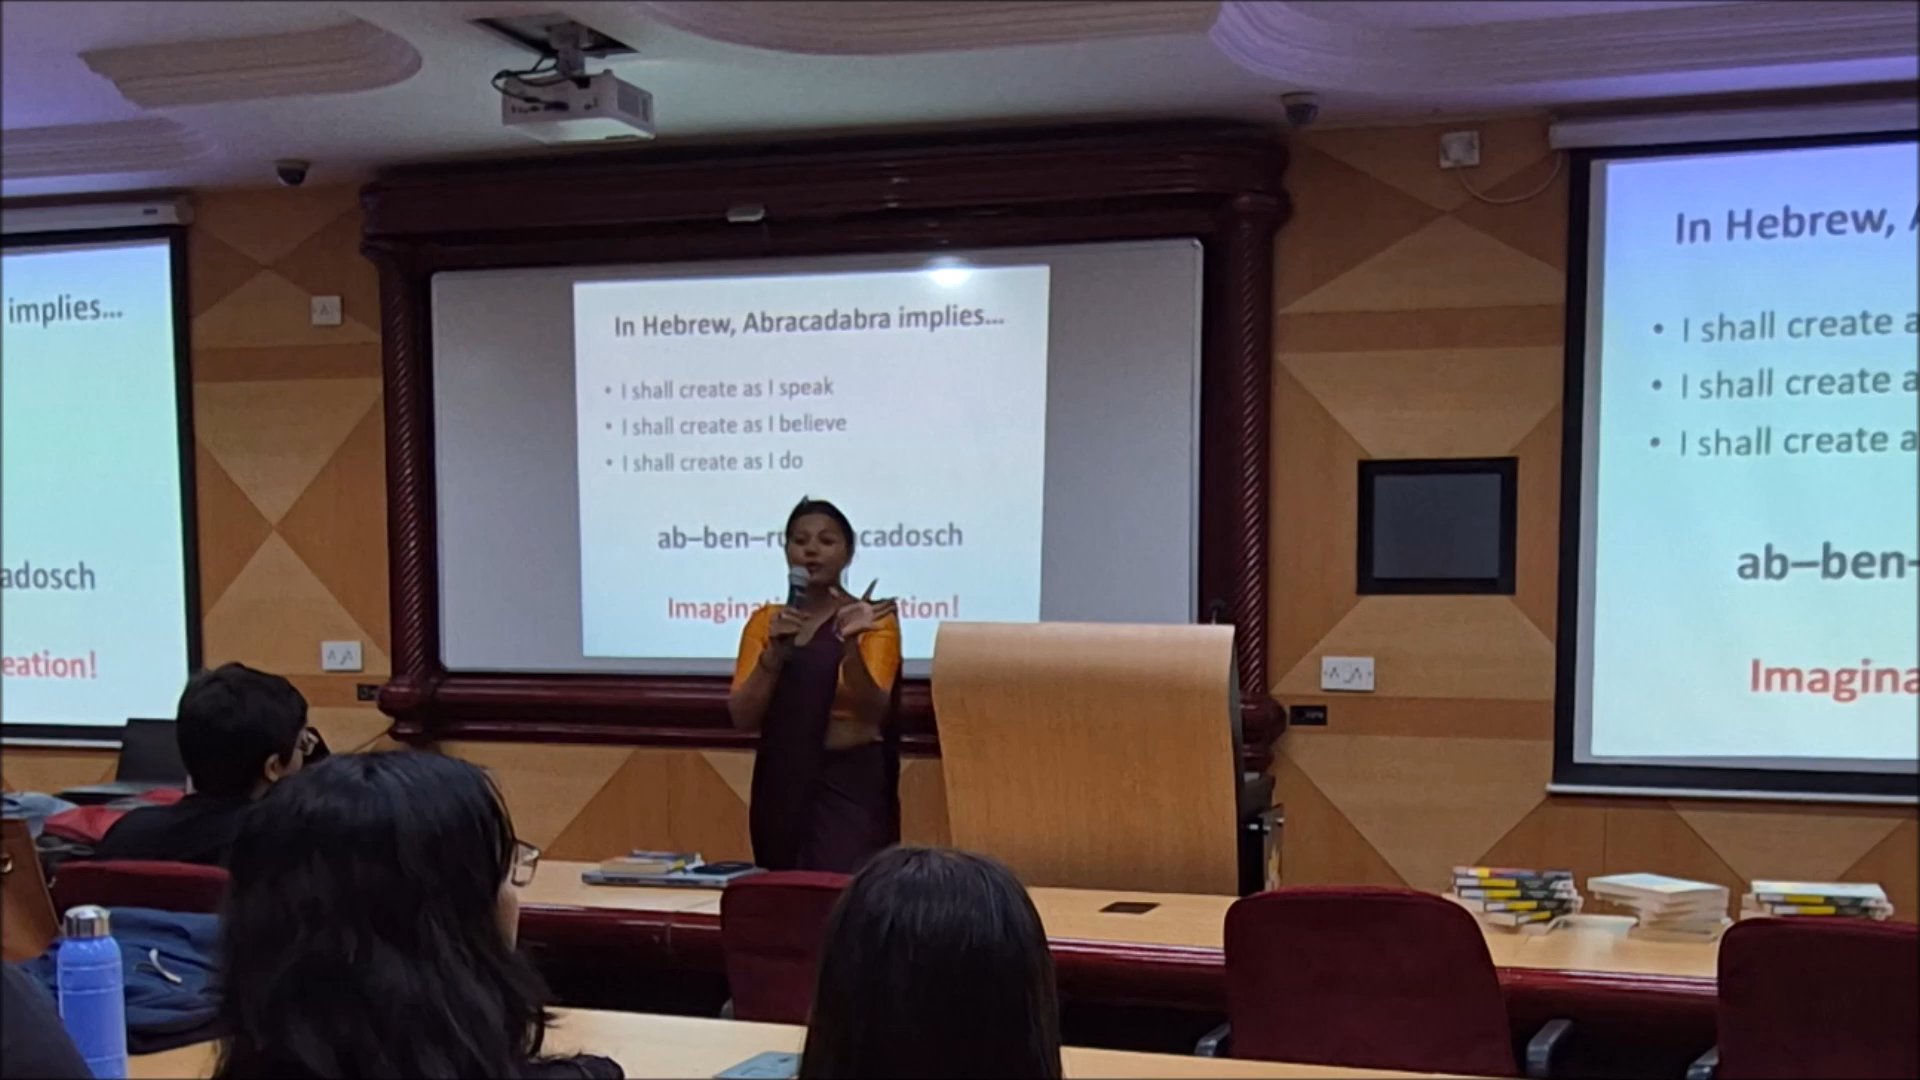 implies...
adosch
eation!
In Hebrew, Abracadabra implies...
• I shall create as I speak
• I shall create as I believe
• I shall create as I do
ab–ben–ru cadosch
Imaginati tion!
In Hebrew,
• I shall create a
• I shall create a
• I shall create a
ab–ben–
Imagina